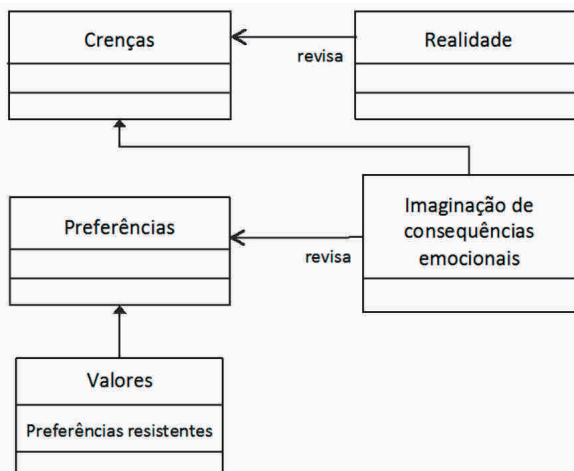 Crenças
Realidade
revisa
Imaginação de
consequências
emocionais
Preferências
revisa
Valores
Preferências resistentes